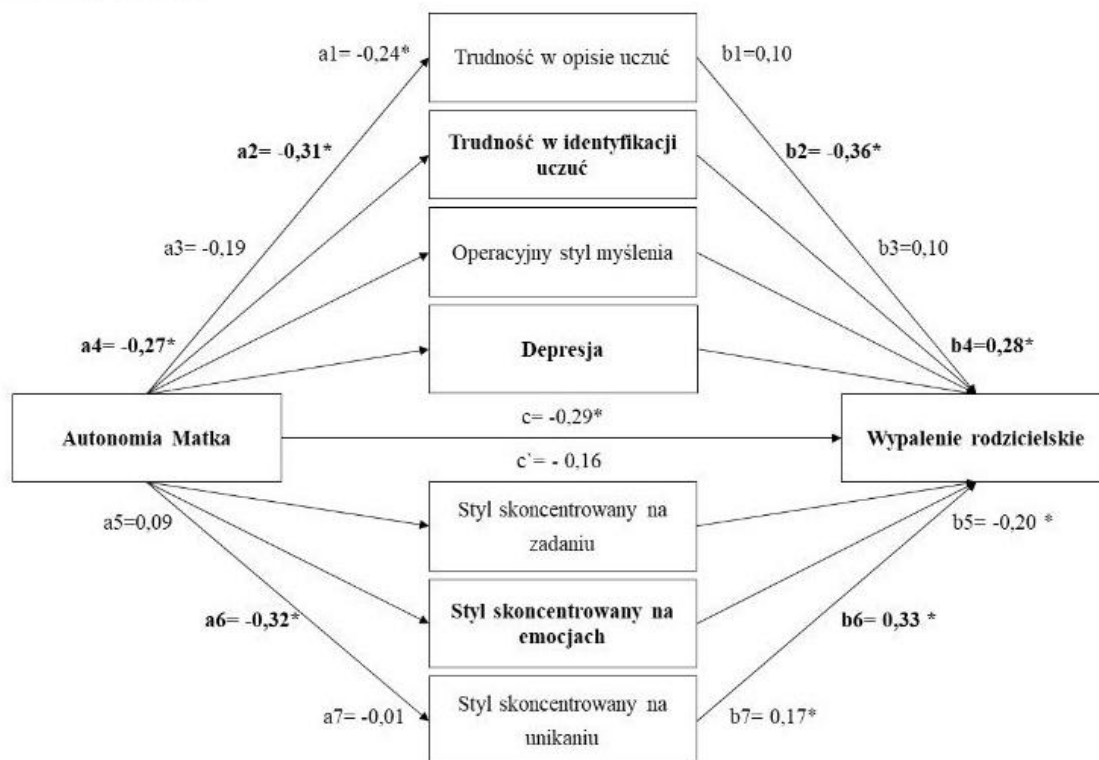 a1= -0,24*
Trudność w opisie uczuć
b1=0,10
a2= -0,31*
Trudność w identyfikacji
uczuć
b2= -0,36*
a3= -0,19
Operacyjny styl myślenia
b3=0,10
a4= -0,27*
Depresja
b4=0,28*
Autonomia Matka
c= -0,29*
c`= - 0,16
Wypalenie rodzicielskie
a5=0,09
Styl skoncentrowany na
zadaniu
b5= -0,20 *
a6= -0,32*
Styl skoncentrowany na
emocjach
b6= 0,33 *
a7= -0,01
Styl skoncentrowany na
unikaniu
b7= 0,17*